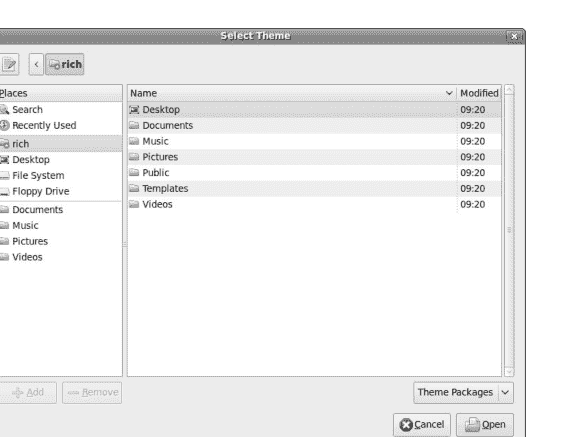 Select Theme
rich
Places
Search
Recently Used
rich
Desktop
File System
Floppy Drive
Documents
Music
Pictures
Videos
Name Modified
Desktop 09:20
Documents 09:20
Music 09:20
Pictures 09:20
Public 09:20
Templates 09:20
Videos 09:20
Add Remove
Theme Packages
Cancel Open